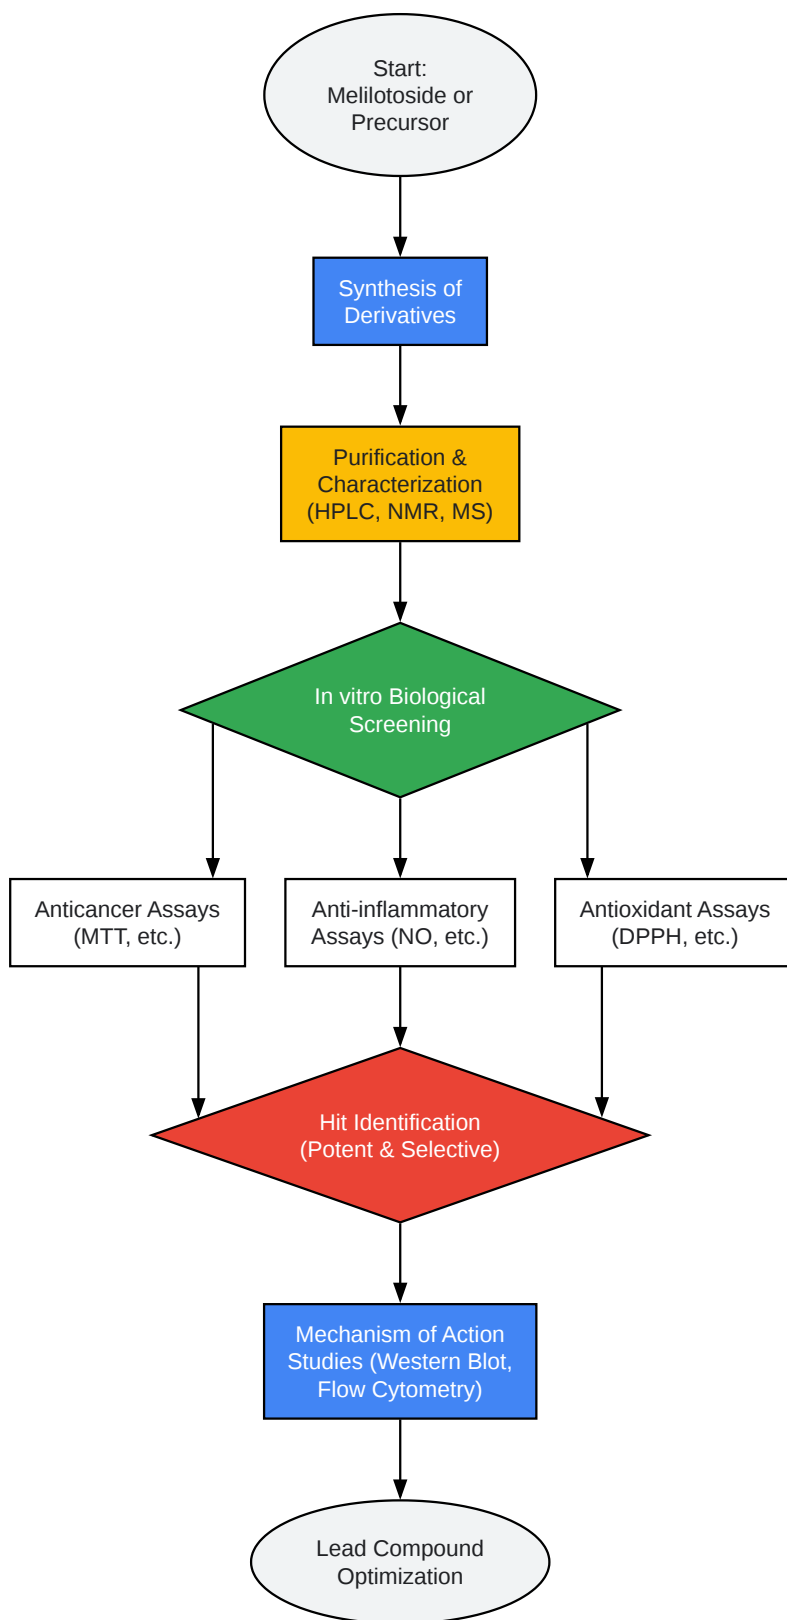 Start:
Melilotoside or
Precursor
Synthesis of
Derivatives
Purification &
Characterization
(HPLC, NMR, MS)
In vitro Biological
Screening
Anticancer Assays
(MTT, etc.)
Anti-inflammatory
Assays (NO, etc.)
Antioxidant Assays
(DPPH, etc.)
Hit Identification
(Potent & Selective)
Mechanism of Action
Studies (Western Blot,
Flow Cytometry)
Lead Compound
Optimization